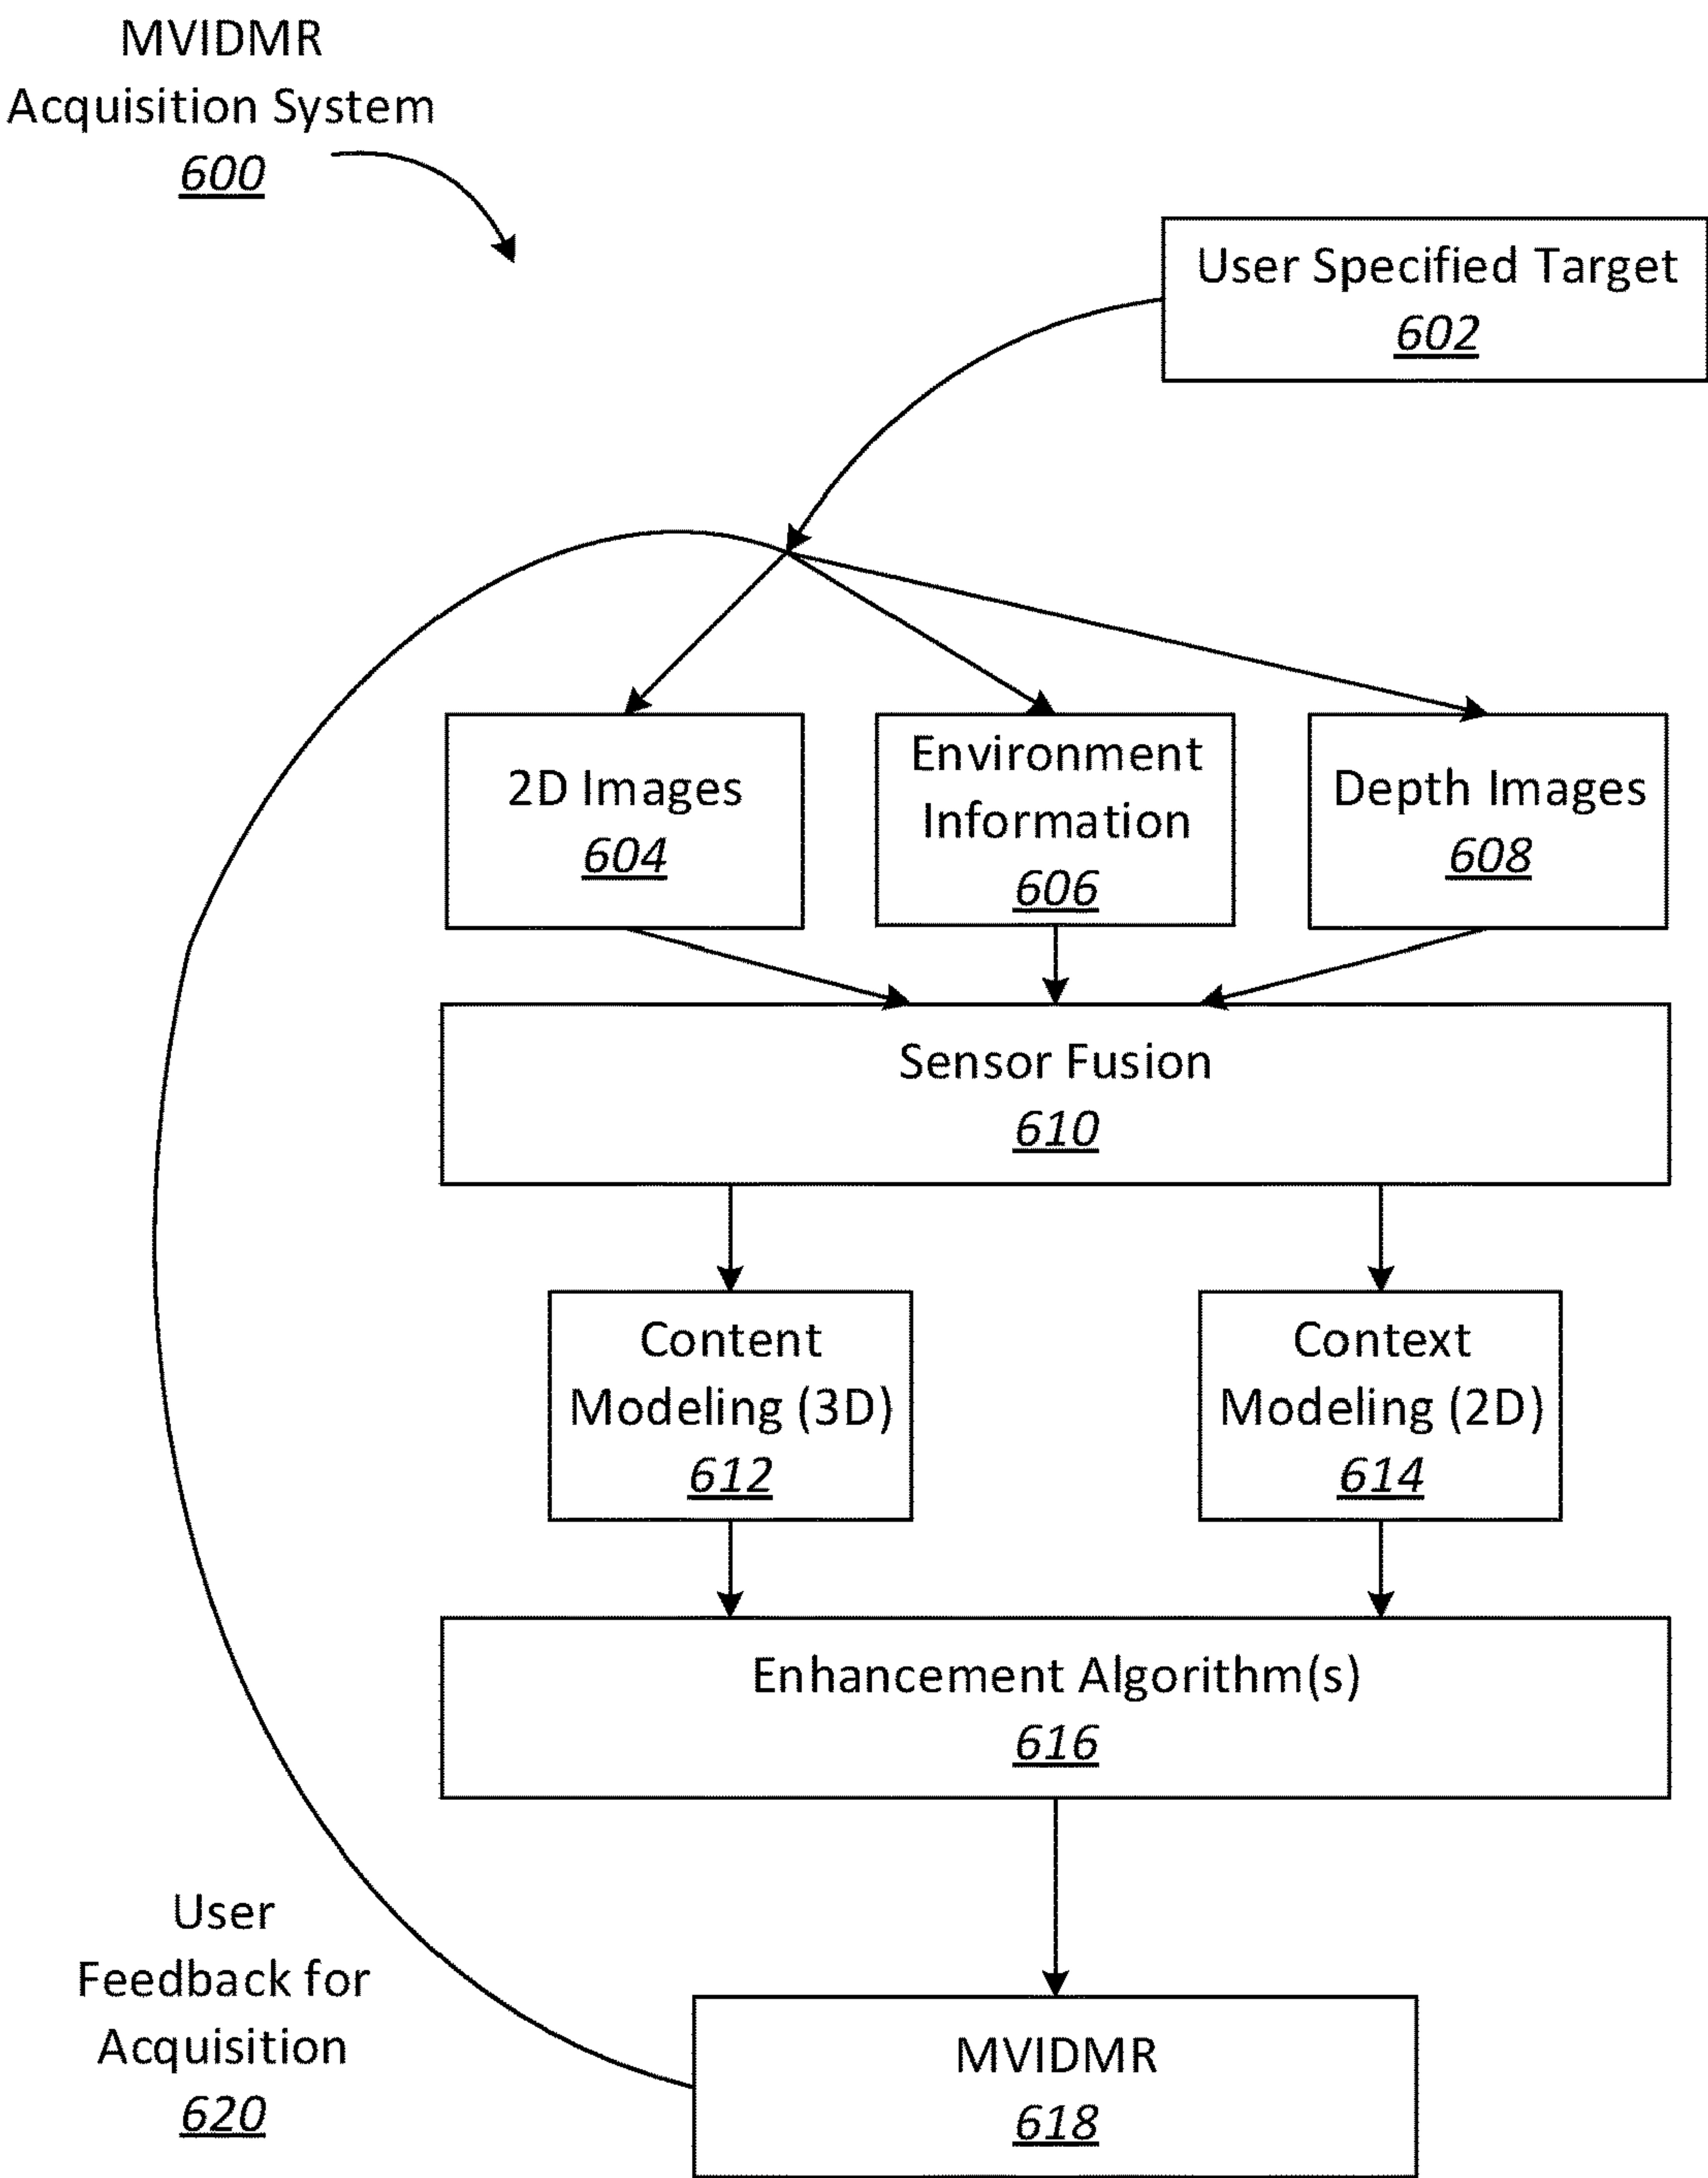 MVIDMR
Acquisition System
600
User Specified Target
602
2D Images
604
Environment
Information
606
Depth Images
608
Sensor Fusion
610
Content
Modeling (3D)
612
Context
Modeling (2D)
614
Enhancement Algorithm(s)
616
User
Feedback for
Acquisition
620
MVIDMR
618